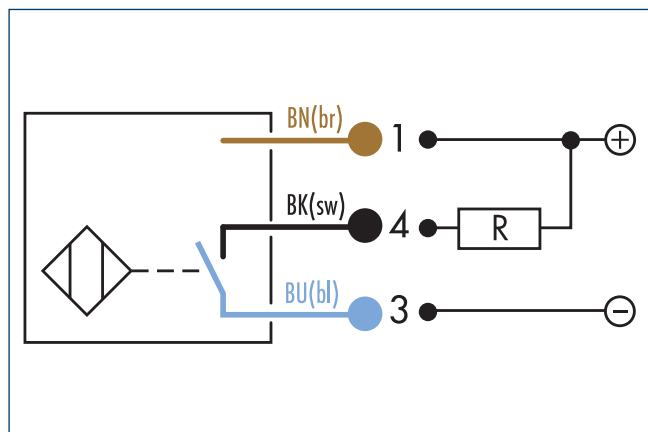 BN(br) 1 +
BK(sw) 4 R
BU(bl) 3 −